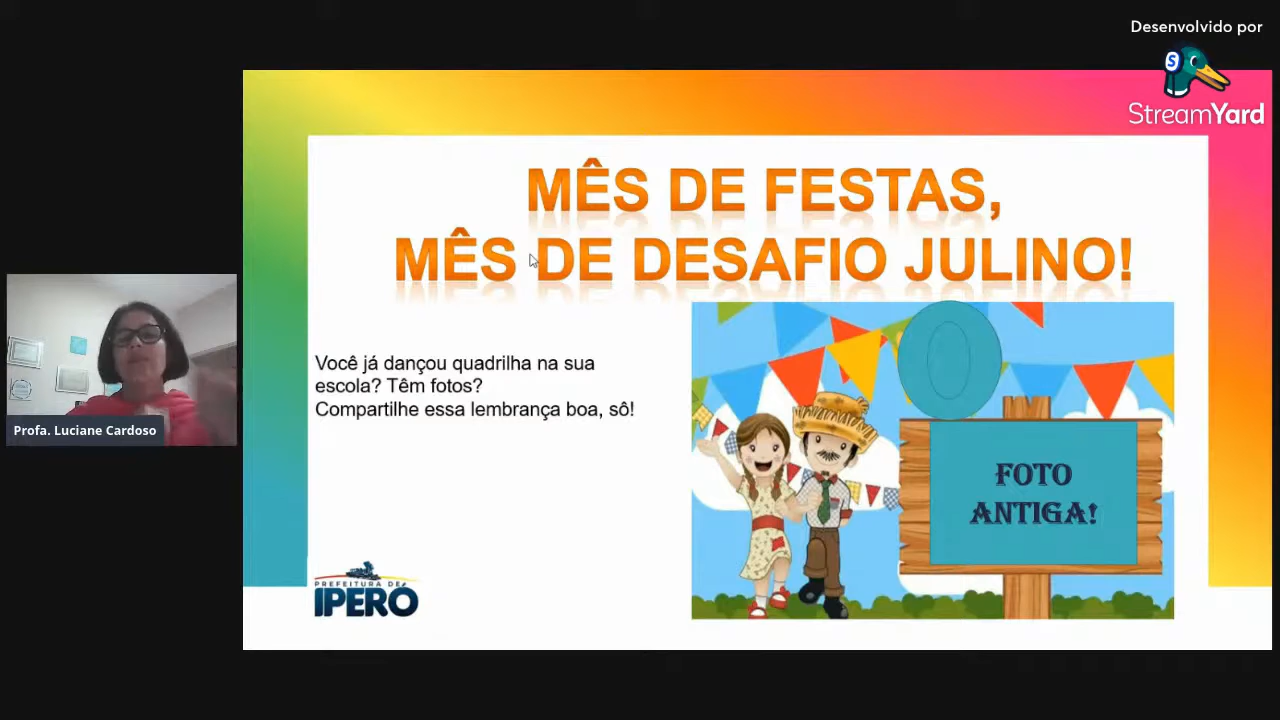 Desenvolvido por
StreamYard
MÊS DE FESTAS,
MÊS DE DESAFIO JULINO!
Você já dançou quadrilha na sua
escola? Têm fotos?
Compartilhe essa lembrança boa, sô!
FOTO
ANTIGA!
Profa. Luciane Cardoso
PREFEITURA DE
IPERÓ